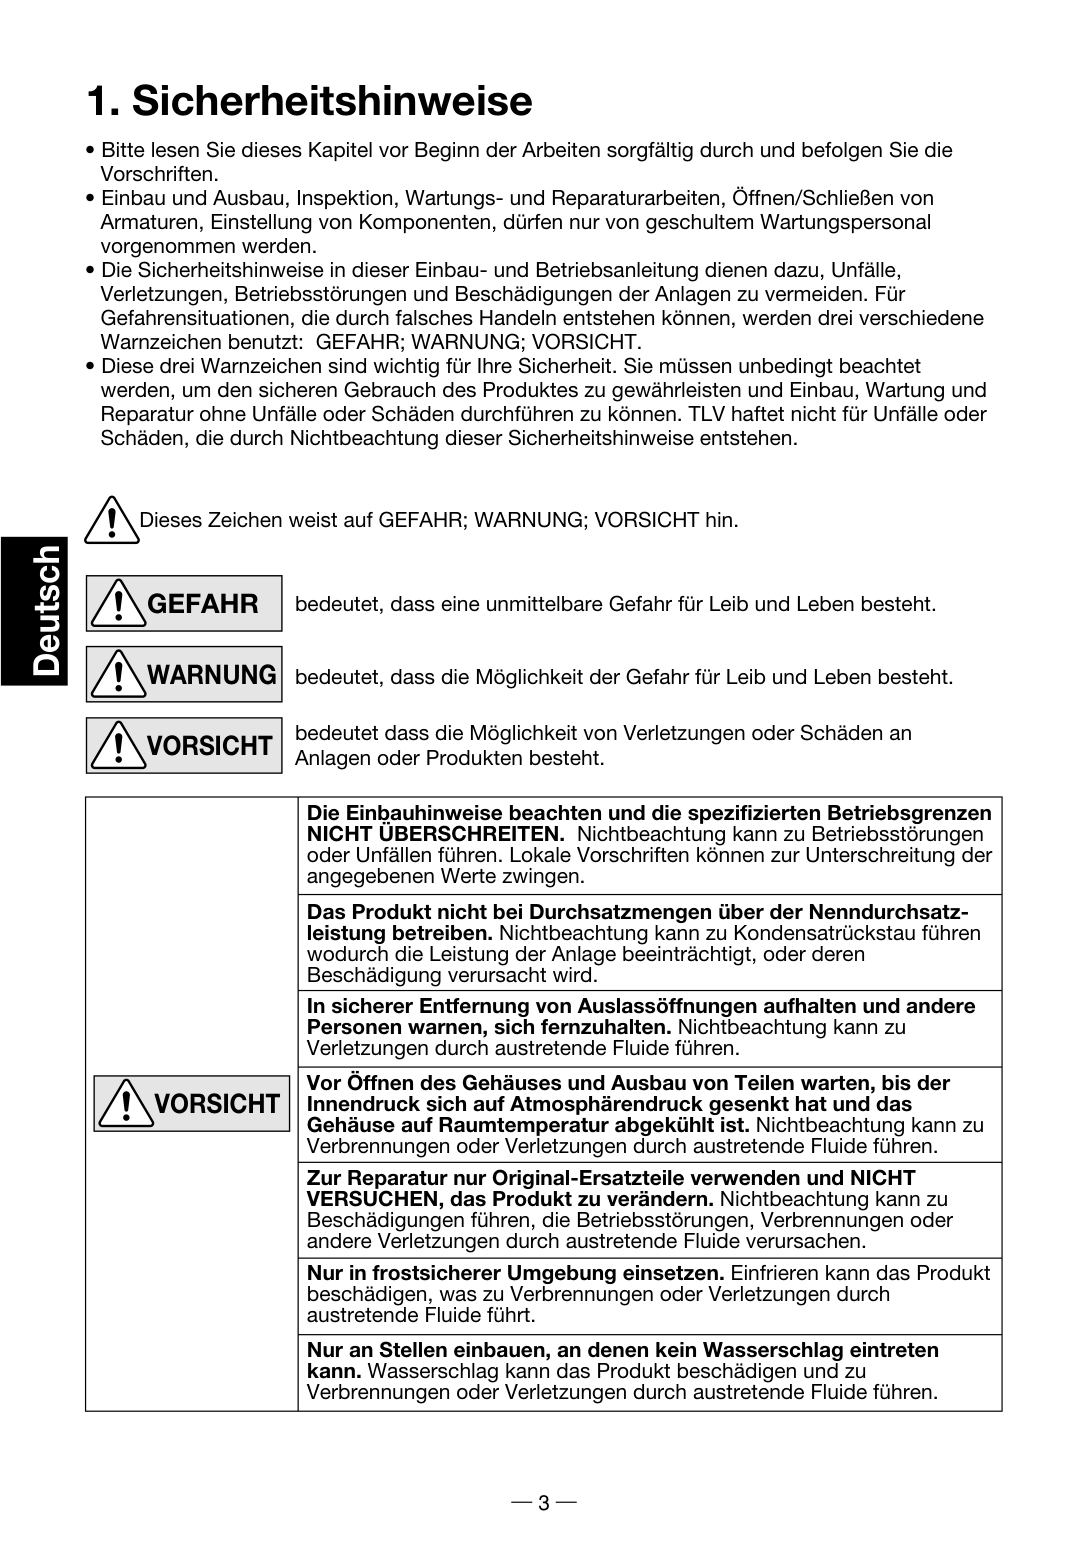 1. Sicherheitshinweise
• Bitte lesen Sie dieses Kapitel vor Beginn der Arbeiten sorgfältig durch und befolgen Sie die
Vorschriften.
• Einbau und Ausbau, Inspektion, Wartungs- und Reparaturarbeiten, Öffnen/Schließen von
Armaturen, Einstellung von Komponenten, dürfen nur von geschultem Wartungspersonal
vorgenommen werden.
• Die Sicherheitshinweise in dieser Einbau- und Betriebsanleitung dienen dazu, Unfälle,
Verletzungen, Betriebsstörungen und Beschädigungen der Anlagen zu vermeiden. Für
Gefahrensituationen, die durch falsches Handeln entstehen können, werden drei verschiedene
Warnzeichen benutzt:  GEFAHR; WARNUNG; VORSICHT.
• Diese drei Warnzeichen sind wichtig für Ihre Sicherheit. Sie müssen unbedingt beachtet
werden, um den sicheren Gebrauch des Produktes zu gewährleisten und Einbau, Wartung und
Reparatur ohne Unfälle oder Schäden durchführen zu können. TLV haftet nicht für Unfälle oder
Schäden, die durch Nichtbeachtung dieser Sicherheitshinweise entstehen.
Dieses Zeichen weist auf GEFAHR; WARNUNG; VORSICHT hin.
Deutsch
GEFAHR bedeutet, dass eine unmittelbare Gefahr für Leib und Leben besteht.
WARNUNG bedeutet, dass die Möglichkeit der Gefahr für Leib und Leben besteht.
VORSICHT bedeutet dass die Möglichkeit von Verletzungen oder Schäden an
Anlagen oder Produkten besteht.
VORSICHT
Die Einbauhinweise beachten und die spezifizierten Betriebsgrenzen
NICHT ÜBERSCHREITEN.  Nichtbeachtung kann zu Betriebsstörungen
oder Unfällen führen. Lokale Vorschriften können zur Unterschreitung der
angegebenen Werte zwingen.
Das Produkt nicht bei Durchsatzmengen über der Nenndurchsatz-
leistung betreiben. Nichtbeachtung kann zu Kondensatrückstau führen
wodurch die Leistung der Anlage beeinträchtigt, oder deren
Beschädigung verursacht wird.
In sicherer Entfernung von Auslassöffnungen aufhalten und andere
Personen warnen, sich fernzuhalten. Nichtbeachtung kann zu
Verletzungen durch austretende Fluide führen.
Vor Öffnen des Gehäuses und Ausbau von Teilen warten, bis der
Innendruck sich auf Atmosphärendruck gesenkt hat und das
Gehäuse auf Raumtemperatur abgekühlt ist. Nichtbeachtung kann zu
Verbrennungen oder Verletzungen durch austretende Fluide führen.
Zur Reparatur nur Original-Ersatzteile verwenden und NICHT
VERSUCHEN, das Produkt zu verändern. Nichtbeachtung kann zu
Beschädigungen führen, die Betriebsstörungen, Verbrennungen oder
andere Verletzungen durch austretende Fluide verursachen.
Nur in frostsicherer Umgebung einsetzen. Einfrieren kann das Produkt
beschädigen, was zu Verbrennungen oder Verletzungen durch
austretende Fluide führt.
Nur an Stellen einbauen, an denen kein Wasserschlag eintreten
kann. Wasserschlag kann das Produkt beschädigen und zu
Verbrennungen oder Verletzungen durch austretende Fluide führen.
— 3 —